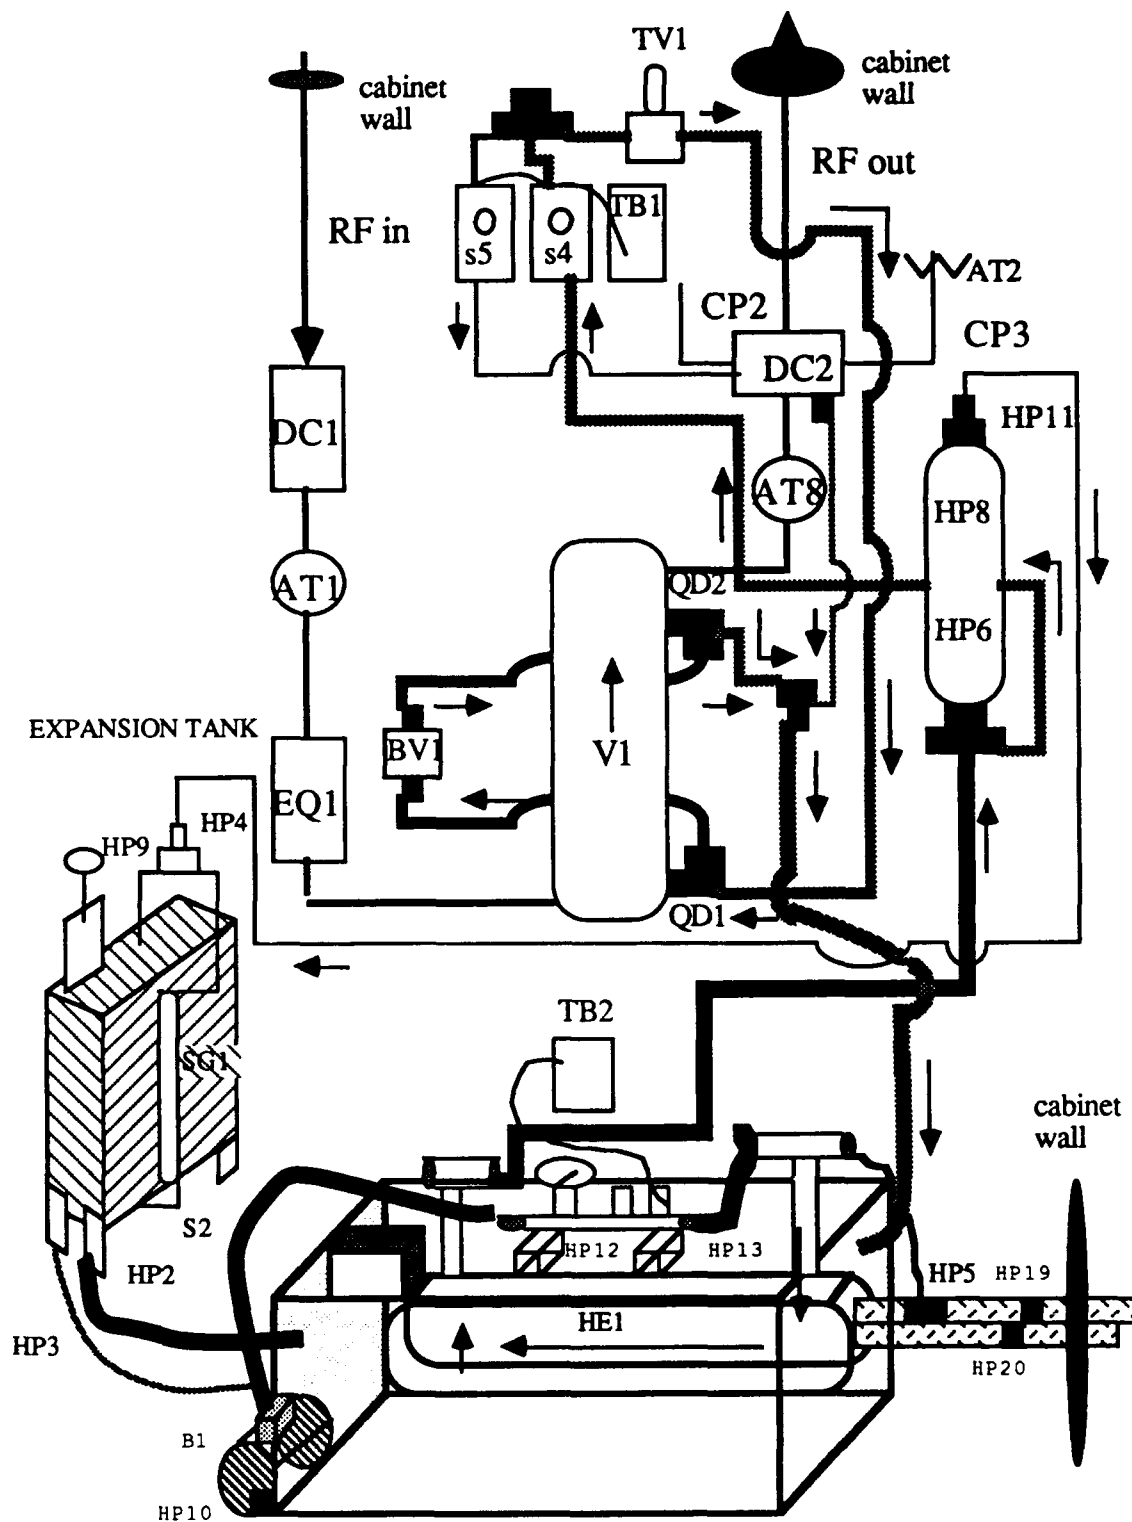 TV1
cabinet
wall
cabinet
wall
RF in
RF out
TB1
s5
s4
AT2
CP2
CP3
DC2
DC1
HP11
AT8
HP8
AT1
QD2
HP6
EXPANSION TANK
BV1
V1
EQ1
HP4
HP9
QD1
TB2
SG1
cabinet
wall
S2
HP12
HP13
HP2
HP5
HP19
HE1
HP3
HP20
B1
HP10